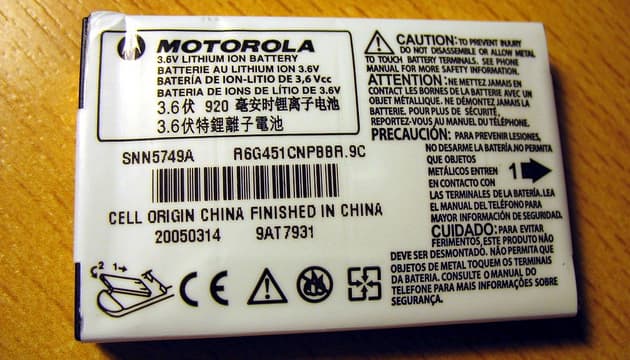 MOTOROLA
3.6V LITHIUM ION BATTERY
BATTERIE AU LITHIUM ION 3.6V
BATERÍA DE ION-LITIO DE 3,6 Vcc
BATERIA DE IONS DE LÍTIO DE 3.6V
3.6伏 920 毫安时锂离子电池
3.6伏特鋰離子電池
SNN5749A R6G451CNPBBR.9C
CELL ORIGIN CHINA FINISHED IN CHINA
20050314 9AT7931
2 1
CAUTION: TO PREVENT INJURY
DO NOT DISASSEMBLE OR ALLOW METAL
TO TOUCH BATTERY TERMINALS. SEE PHONE
MANUAL FOR MORE SAFETY INFORMATION.
ATTENTION: NE METTEZ JAMAIS EN
CONTACT LES BORNES DE LA BATTERIE AVEC UN
OBJET MÉTALLIQUE. NE DÉMONTEZ JAMAIS LA
BATTERIE. POUR PLUS DE SÉCURITÉ,
REPORTEZ-VOUS AU MANUEL DU TÉLÉPHONE.
PRECAUCIÓN: PARA PREVENIR LESIONES,
NO DESARME LA BATERÍA.NO PERMITA
QUE OBJETOS
METÁLICOS ENTREN 1
EN CONTACTO CON
LAS TERMINALES DE LA BATERÍA.LEA
EL MANUAL DEL TELÉFONO PARA
MAYOR INFORMACIÓN DE SEGURIDAD.
CUIDADO: PARA EVITAR
FERIMENTOS, ESTE PRODUTO NÃO
DEVE SER DESMONTADO. NÃO PERMITA QUE
OBJETOS DE METAL TOQUEM OS TERMINAIS
DA BATERIA. CONSULTE O MANUAL DO
TELEFONE PARA MAIS INFORMAÇÕES SOBRE
SEGURANÇA.